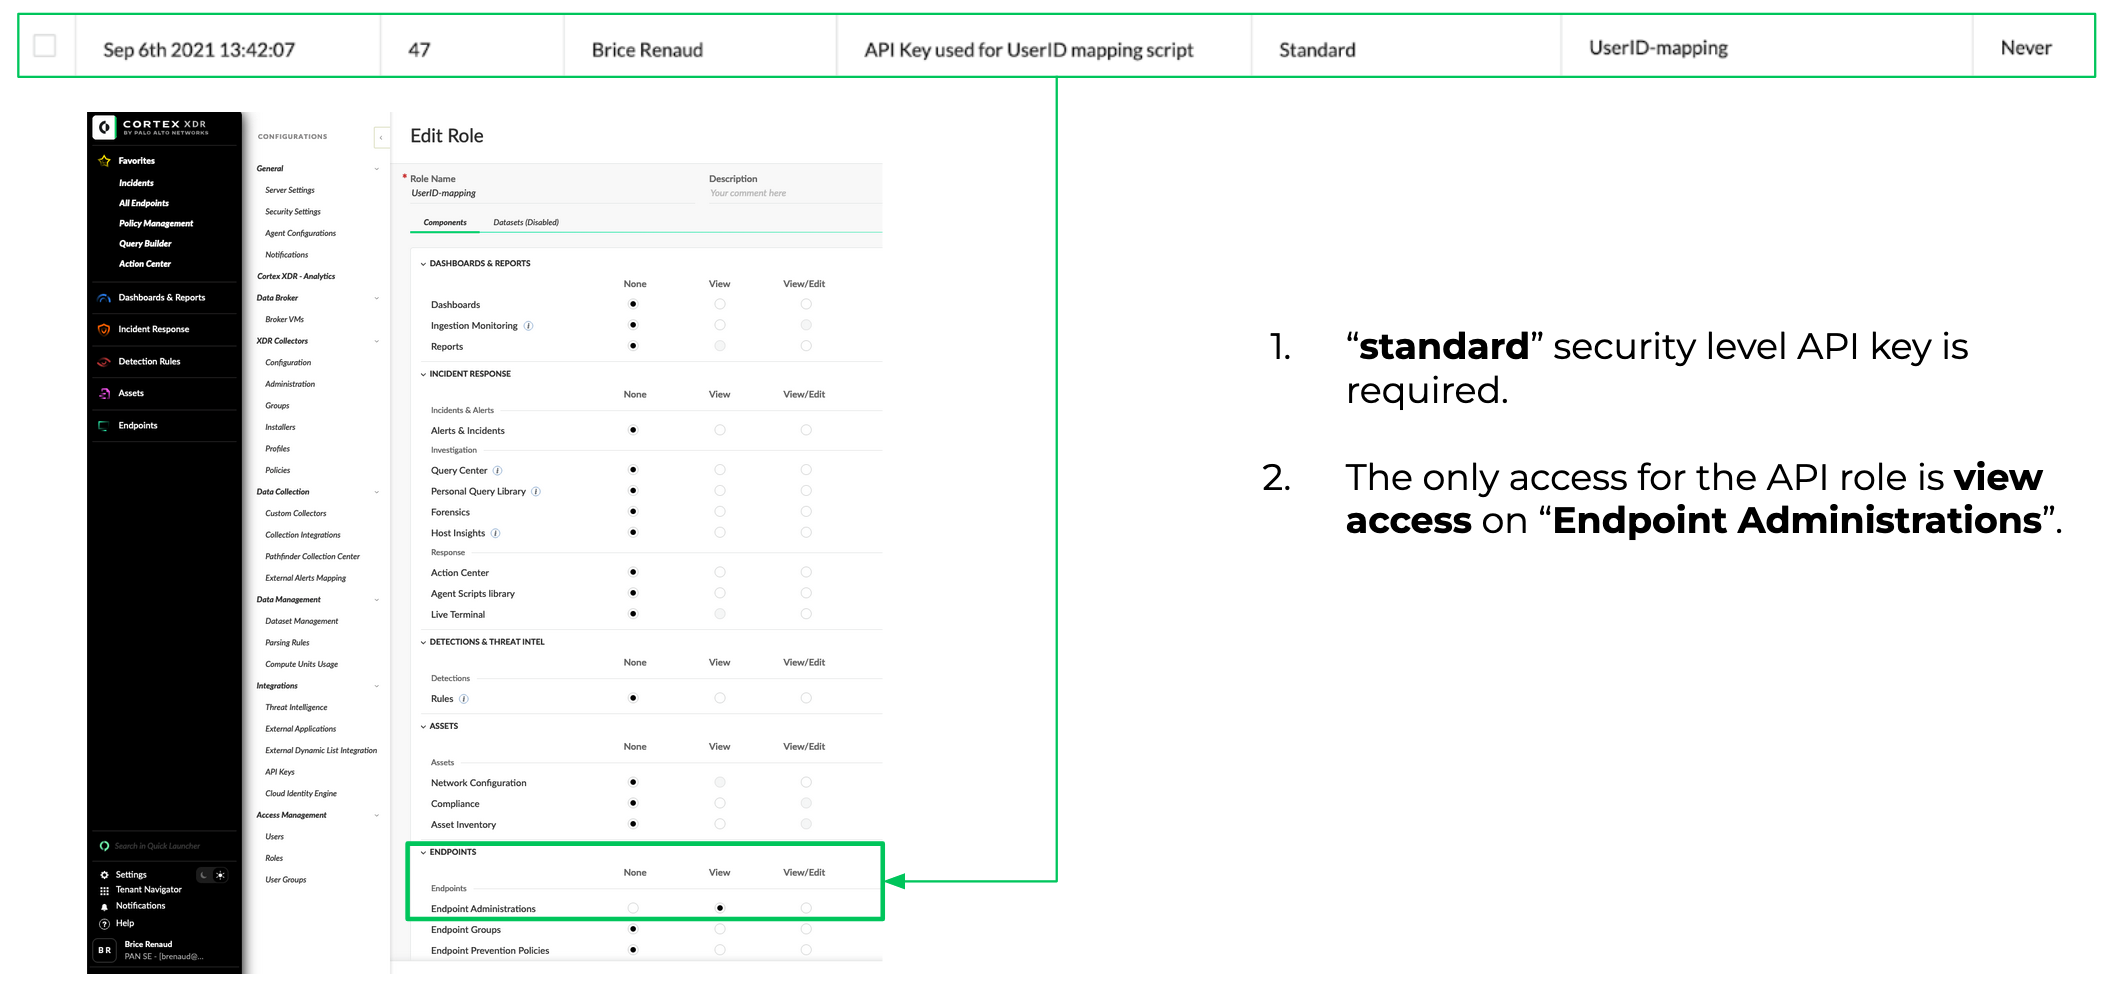 Sep 6th 2021 13:42:07 47 Brice Renaud API Key used for UserID mapping script Standard UserID-mapping Never
CORTEX XDR
BY PALO ALTO NETWORKS
Favorites
Incidents
All Endpoints
Policy Management
Query Builder
Action Center
Dashboards & Reports
Incident Response
Detection Rules
Assets
Endpoints
Search in Quick Launcher
Settings
Tenant Navigator
Notifications
Help
BR Brice Renaud
PAN SE - [brenaud@...
CONFIGURATIONS
General
Server Settings
Security Settings
Agent Configurations
Notifications
Cortex XDR - Analytics
Data Broker
Broker VMs
XDR Collectors
Configuration
Administration
Groups
Installers
Profiles
Policies
Data Collection
Custom Collectors
Collection Integrations
Pathfinder Collection Center
External Alerts Mapping
Data Management
Dataset Management
Parsing Rules
Compute Units Usage
Integrations
Threat Intelligence
External Applications
External Dynamic List Integration
API Keys
Cloud Identity Engine
Access Management
Users
Roles
User Groups
Edit Role
* Role Name Description
UserID-mapping Your comment here
Components Datasets (Disabled)
DASHBOARDS & REPORTS
None View View/Edit
Dashboards
Ingestion Monitoring i
Reports
INCIDENT RESPONSE
None View View/Edit
Incidents & Alerts
Alerts & Incidents
Investigation
Query Center i
Personal Query Library i
Forensics
Host Insights i
Response
Action Center
Agent Scripts library
Live Terminal
DETECTIONS & THREAT INTEL
None View View/Edit
Detections
Rules i
ASSETS
None View View/Edit
Assets
Network Configuration
Compliance
Asset Inventory
ENDPOINTS
None View View/Edit
Endpoints
Endpoint Administrations
Endpoint Groups
Endpoint Prevention Policies
1. “standard” security level API key is
required.
2. The only access for the API role is view
access on “Endpoint Administrations”.